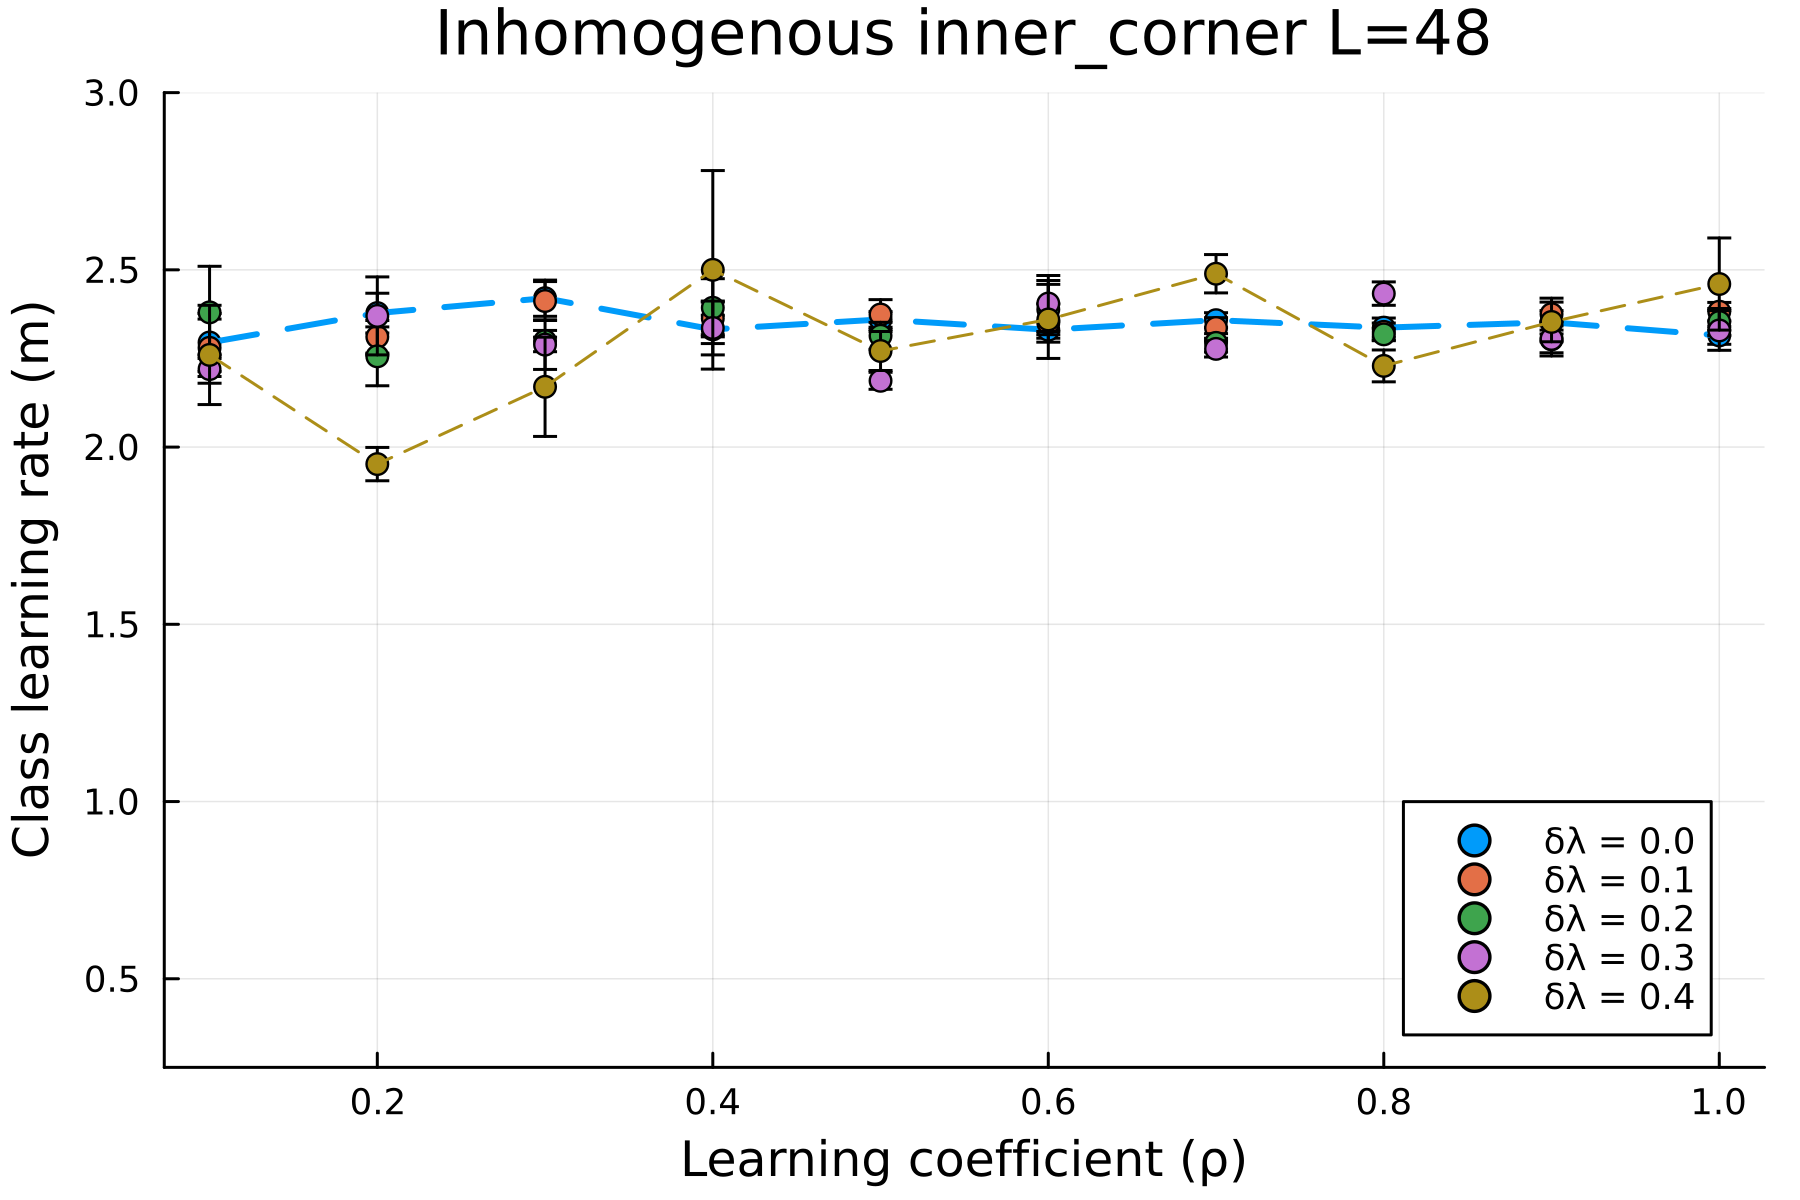 Inhomogenous inner_corner L=48
Class learning rate (m)
3.0
2.5
2.0
1.5
1.0
0.5
δλ = 0.0
δλ = 0.1
δλ = 0.2
δλ = 0.3
δλ = 0.4
0.2
0.4
0.6
0.8
1.0
Learning coefficient (ρ)